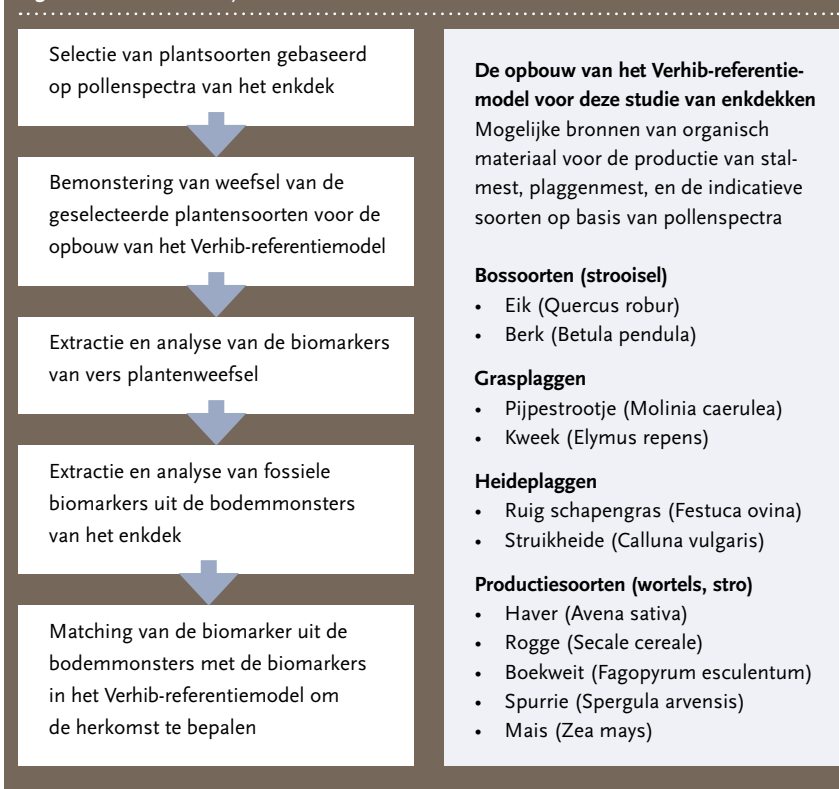 Selectie van plantsoorten gebaseerd
op pollenspectra van het enkdek
Bemonstering van weefsel van de
geselecteerde plantensoorten voor de
opbouw van het Verhib-referentiemodel
Extractie en analyse van de biomarkers
van vers plantenweefsel
Extractie en analyse van fossiele
biomarkers uit de bodemmonsters
van het enkdek
Matching van de biomarker uit de
bodemmonsters met de biomarkers
in het Verhib-referentiemodel om
de herkomst te bepalen
De opbouw van het Verhib-referentie-
model voor deze studie van enkdekken
Mogelijke bronnen van organisch
materiaal voor de productie van stal-
mest, plaggenmest, en de indicatieve
soorten op basis van pollenspectra
Bossoorten (strooisel)
• Eik (Quercus robur)
• Berk (Betula pendula)
Grasplaggen
• Pijpestrootje (Molinia caerulea)
• Kweek (Elymus repens)
Heideplaggen
• Ruig schapengras (Festuca ovina)
• Struikheide (Calluna vulgaris)
Productiesoorten (wortels, stro)
• Haver (Avena sativa)
• Rogge (Secale cereale)
• Boekweit (Fagopyrum esculentum)
• Spurrie (Spergula arvensis)
• Mais (Zea mays)